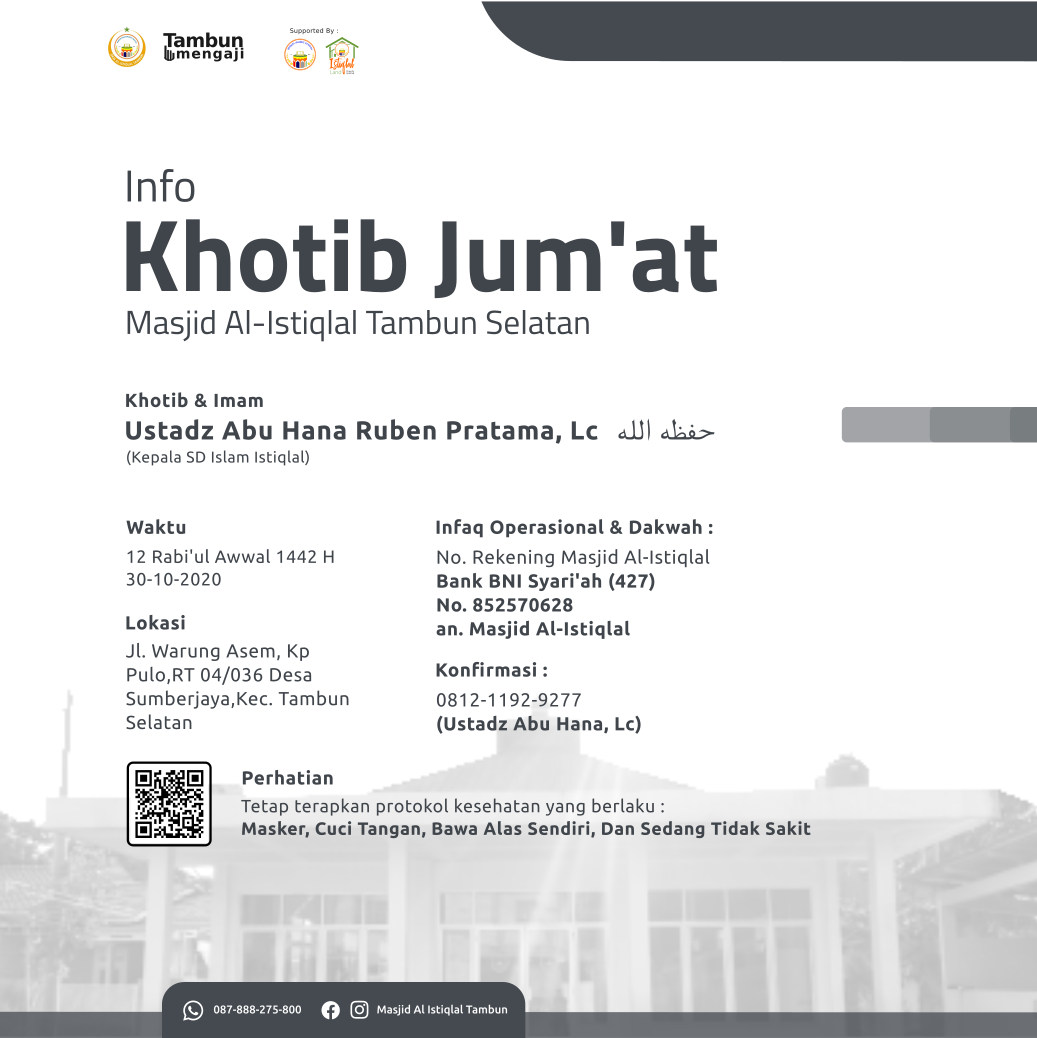 Tambun
mengaji
Supported By :
Istiqlal
Info
Khotib Jum'at
Masjid Al-Istiqlal Tambun Selatan
Khotib & Imam
Ustadz Abu Hana Ruben Pratama, Lc حفظه الله
(Kepala SD Islam Istiqlal)
Waktu
12 Rabi'ul Awwal 1442 H
30-10-2020
Lokasi
Jl. Warung Asem, Kp
Pulo,RT 04/036 Desa
Sumberjaya,Kec. Tambun
Selatan
Infaq Operasional & Dakwah :
No. Rekening Masjid Al-Istiqlal
Bank BNI Syari'ah (427)
No. 852570628
an. Masjid Al-Istiqlal
Konfirmasi :
0812-1192-9277
(Ustadz Abu Hana, Lc)
Perhatian
Tetap terapkan protokol kesehatan yang berlaku :
Masker, Cuci Tangan, Bawa Alas Sendiri, Dan Sedang Tidak Sakit
087-888-275-800
Masjid Al Istiqlal Tambun